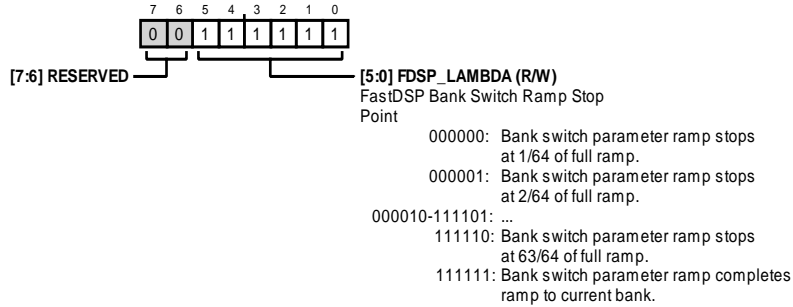 7 6 5 4 3 2 1 0
0 0 1 1 1 1 1 1
[7:6] RESERVED [5:0] FDSP_LAMBDA (R/W)
FastDSP Bank Switch Ramp Stop
Point
000000: Bank switch parameter ramp stops
at 1/64 of full ramp.
000001: Bank switch parameter ramp stops
at 2/64 of full ramp.
000010-111101: ...
111110: Bank switch parameter ramp stops
at 63/64 of full ramp.
111111: Bank switch parameter ramp completes
ramp to current bank.